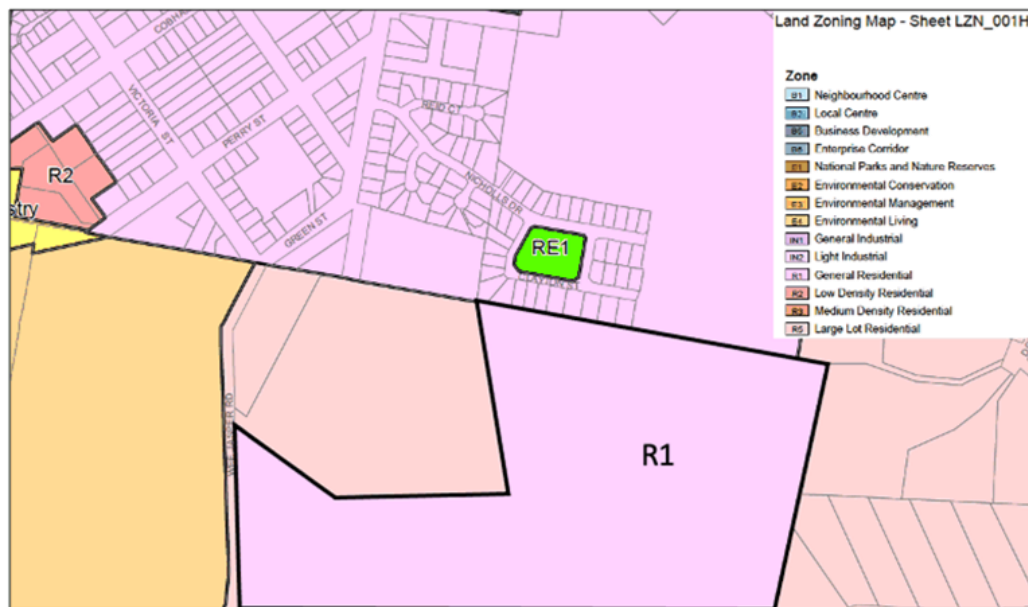 Land Zoning Map - Sheet LZN_001H
Zone
B1 Neighbourhood Centre
B2 Local Centre
B5 Business Development
B6 Enterprise Corridor
E1 National Parks and Nature Reserves
E2 Environmental Conservation
E3 Environmental Management
E4 Environmental Living
IN1 General Industrial
IN2 Light Industrial
R1 General Residential
R2 Low Density Residential
R3 Medium Density Residential
R5 Large Lot Residential
VICTORIA ST
PERRY ST
REID CT
NICHOLLS DR
GREEN ST
R2
stry
RE1
WEE JASPER RD
R1